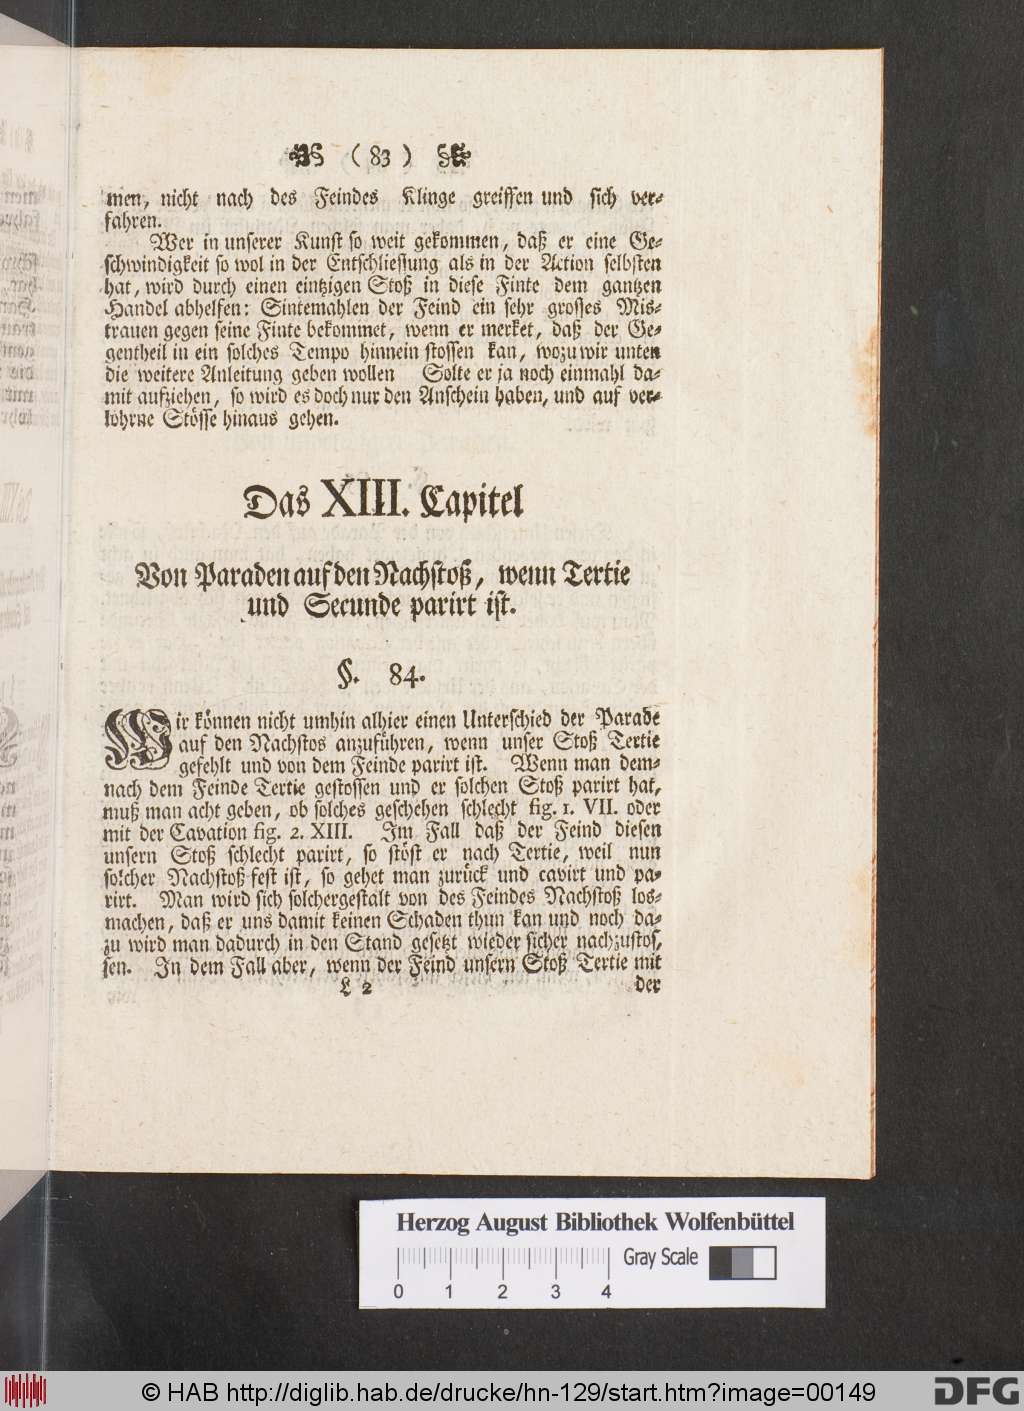 ( 83 )
men, nicht nach des Feindes Klinge greiffen und sich ver-
fahren.
Wer in unserer Kunst so weit gekommen, daß er eine Ge-
schwindigkeit so wol in der Entschliessung als in der Action selbsten
hat, wird durch einen eintzigen Stoß in diese Finte dem gantzen
Handel abhelfen: Sintemahlen der Feind ein sehr grosses Mis-
trauen gegen seine Finte bekommet, wenn er merket, daß der Ge-
gentheil in ein solches Tempo hinnein stossen kan, wozu wir unten
die weitere Anleitung geben wollen Solte er ja noch einmahl da-
mit aufziehen, so wird es doch nur den Anschein haben, und auf ver-
lohrne Stösse hinaus gehen.
Das XIII. Capitel
Von Paraden auf den Nachstoß, wenn Tertie
und Secunde parirt ist.
§. 84.
Wir können nicht umhin alhier einen Unterschied der Parade
auf den Nachstos anzuführen, wenn unser Stoß Tertie
gefehlt und von dem Feinde parirt ist. Wenn man dem-
nach dem Feinde Tertie gestossen und er solchen Stoß parirt hat,
muß man acht geben, ob solches geschehen schlecht fig. 1. VII. oder
mit der Cavation fig. 2. XIII. Im Fall daß der Feind diesen
unsern Stoß schlecht parirt, so stöst er nach Tertie, weil nun
solcher Nachstoß fest ist, so gehet man zurück und cavirt und pa-
rirt. Man wird sich solchergestalt von des Feindes Nachstoß los-
machen, daß er uns damit keinen Schaden thun kan und noch da-
zu wird man dadurch in den Stand gesetzt wieder sicher nachzustos,
sen. In dem Fall aber, wenn der Feind unsern Stoß Tertie mit
L 2 der
Herzog August Bibliothek Wolfenbüttel
Gray Scale
0 1 2 3 4
© HAB http://diglib.hab.de/drucke/hn-129/start.htm?image=00149
DFG